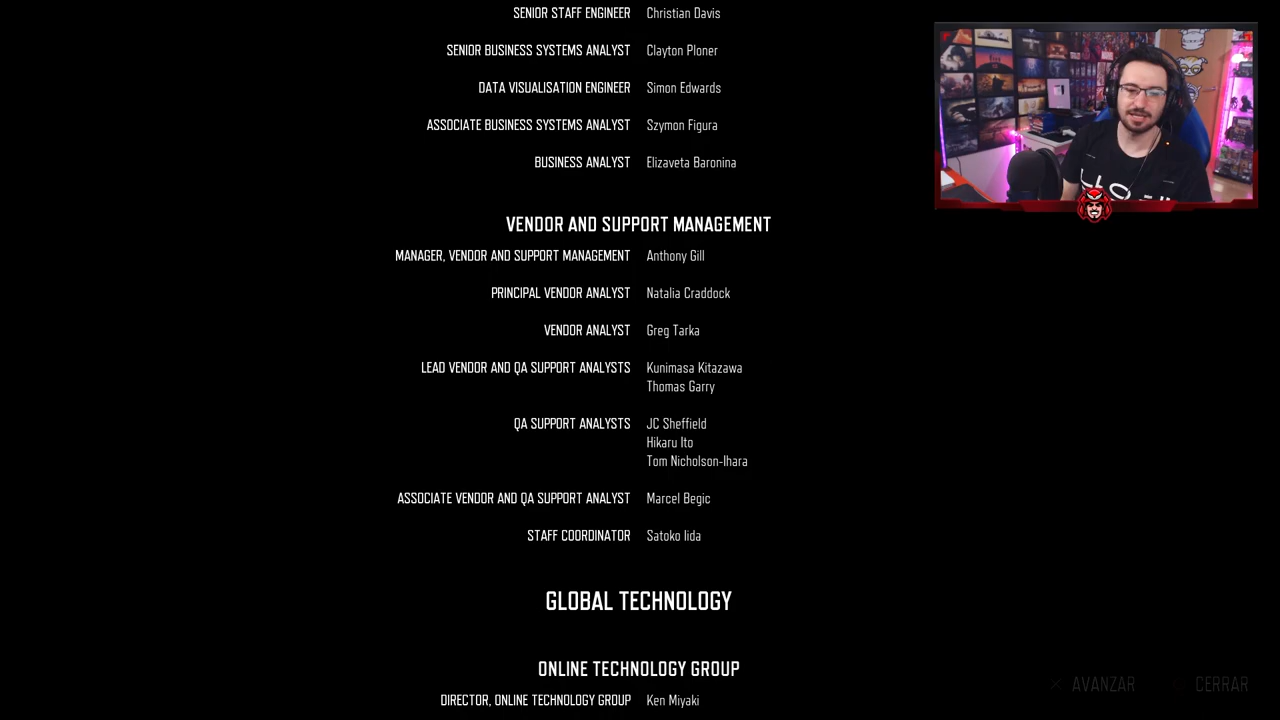 SENIOR STAFF ENGINEER Christian Davis
SENIOR BUSINESS SYSTEMS ANALYST Clayton Ploner
DATA VISUALISATION ENGINEER Simon Edwards
ASSOCIATE BUSINESS SYSTEMS ANALYST Szymon Figura
BUSINESS ANALYST Elizaveta Baronina
VENDOR AND SUPPORT MANAGEMENT
MANAGER, VENDOR AND SUPPORT MANAGEMENT Anthony Gill
PRINCIPAL VENDOR ANALYST Natalia Craddock
VENDOR ANALYST Greg Tarka
LEAD VENDOR AND QA SUPPORT ANALYSTS Kunimasa Kitazawa
Thomas Garry
QA SUPPORT ANALYSTS JC Sheffield
Hikaru Ito
Tom Nicholson-Ihara
ASSOCIATE VENDOR AND QA SUPPORT ANALYST Marcel Begic
STAFF COORDINATOR Satoko Iida
GLOBAL TECHNOLOGY
ONLINE TECHNOLOGY GROUP
DIRECTOR, ONLINE TECHNOLOGY GROUP Ken Miyaki
AVANZAR CERRAR